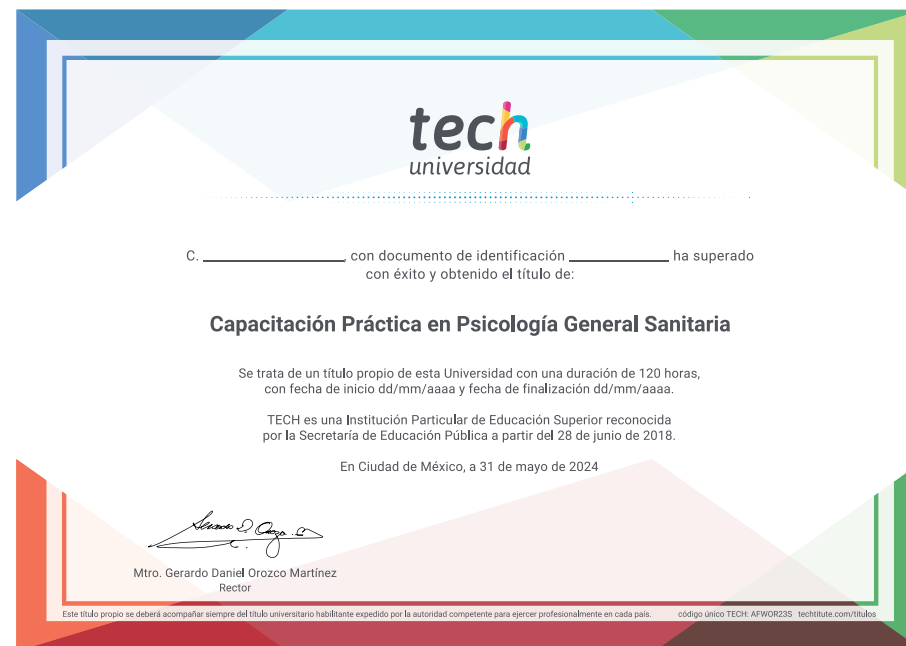 tech
universidad
C. ____________, con documento de identificación ____________ ha superado
con éxito y obtenido el título de:
Capacitación Práctica en Psicología General Sanitaria
Se trata de un título propio de esta Universidad con una duración de 120 horas,
con fecha de inicio dd/mm/aaaa y fecha de finalización dd/mm/aaaa.
TECH es una Institución Particular de Educación Superior reconocida
por la Secretaría de Educación Pública a partir del 28 de junio de 2018.
En Ciudad de México, a 31 de mayo de 2024
Mtro. Gerardo Daniel Orozco Martínez
Rector
Este título propio se deberá acompañar siempre del título universitario habilitante expedido por la autoridad competente para ejercer profesionalmente en cada país. código único TECH: AFWOR23S techtitute.com/titulos